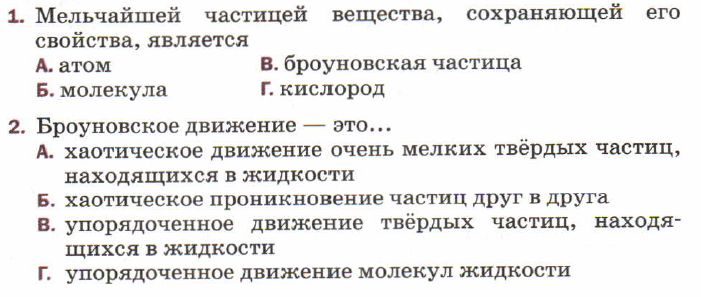 1. Мельчайшей частицей вещества, сохраняющей его
свойства, является
А. атом В. броуновская частица
Б. молекула Г. кислород
2. Броуновское движение — это...
А. хаотическое движение очень мелких твёрдых частиц,
находящихся в жидкости
Б. хаотическое проникновение частиц друг в друга
В. упорядоченное движение твёрдых частиц, находя-
щихся в жидкости
Г. упорядоченное движение молекул жидкости